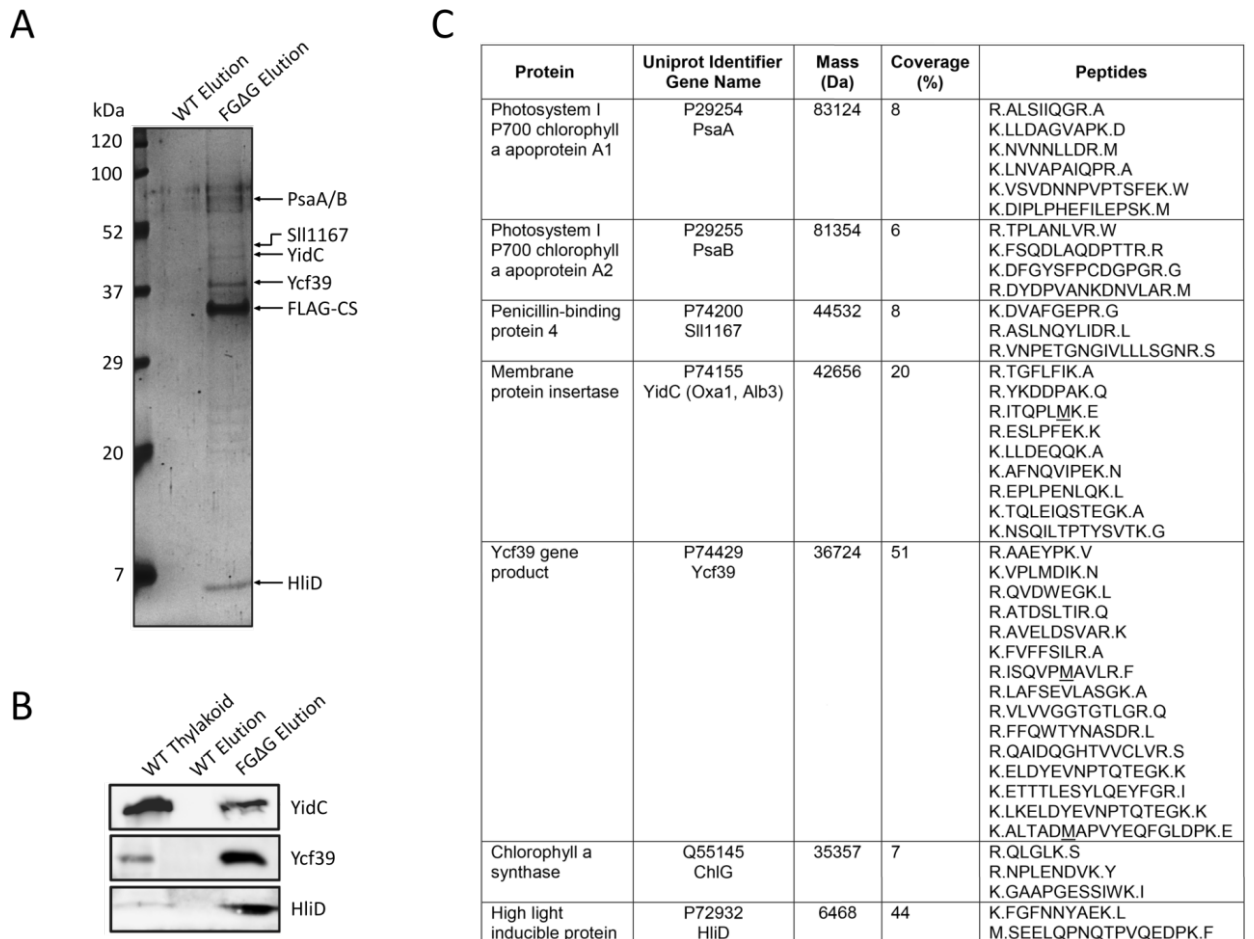 A
WT Elution
FGΔG Elution
kDa
120
100
52
37
29
20
7
PsaA/B
Sll1167
YidC
Ycf39
FLAG-CS
HliD
B
WT Thylakoid
WT Elution
FGΔG Elution
YidC
Ycf39
HliD
C
Protein
Uniprot Identifier
Gene Name
Mass
(Da)
Coverage
(%)
Peptides
Photosystem I
P700 chlorophyll
a apoprotein A1
P29254
PsaA
83124
8
R.ALSIIQGR.A
K.LLDAGVAPK.D
K.NVNNLLDR.M
K.LNVAPAIQPR.A
K.VSVDNNPVPTSFEK.W
K.DIPLPHEFILEPSK.M
Photosystem I
P700 chlorophyll
a apoprotein A2
P29255
PsaB
81354
6
R.TPLANLVR.W
K.FSQDLAQDPTTR.R
K.DFGYSFPCDGPGR.G
R.DYDPVANKDNVLAR.M
Penicillin-binding
protein 4
P74200
Sll1167
44532
8
K.DVAFGEPR.G
R.ASLNQYLIDR.L
R.VNPETGNGIVLLLSGNR.S
Membrane
protein insertase
P74155
YidC (Oxa1, Alb3)
42656
20
R.TGFLFIK.A
R.YKDDPAK.Q
R.ITQPLMK.E
R.ESLPFEK.K
K.LLDEQQK.A
K.AFNQVIPEK.N
R.EPLPENLQK.L
K.TQLEIQSTEGK.A
K.NSQILTPTYSVTK.G
Ycf39 gene
product
P74429
Ycf39
36724
51
R.AAEYPK.V
K.VPLMDIK.N
R.QVDWEGK.L
R.ATDSLTIR.Q
R.AVELDSVAR.K
K.FVFFSILR.A
R.ISQVPMAVLR.F
R.LAFSEVLASGK.A
R.VLVVGGTGTLGR.Q
R.FFQWTYNASDR.L
R.QAIDQGHTVVCLVR.S
K.ELDYEVNPTQTEGK.K
K.ETTTLESYLQEYFGR.I
K.LKELDYEVNPTQTEGK.K
K.ALTADMAPVYEQFGLDPK.E
Chlorophyll a
synthase
Q55145
ChlG
35357
7
R.QLGLK.S
R.NPLENDVK.Y
K.GAAPGESSIWK.I
High light
inducible protein
P72932
HliD
6468
44
K.FGFNNYAEK.L
M.SEELQPNQTPVQEDPK.F